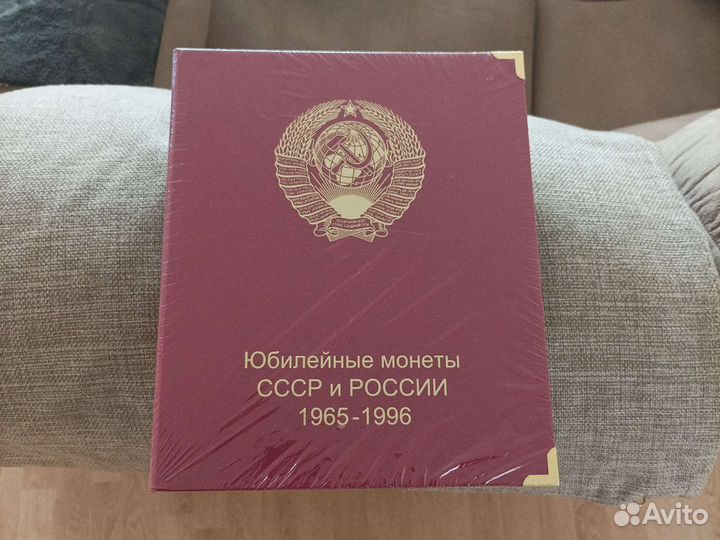 Юбилейные монеты
СССР и РОССИИ
1965-1996
Avito